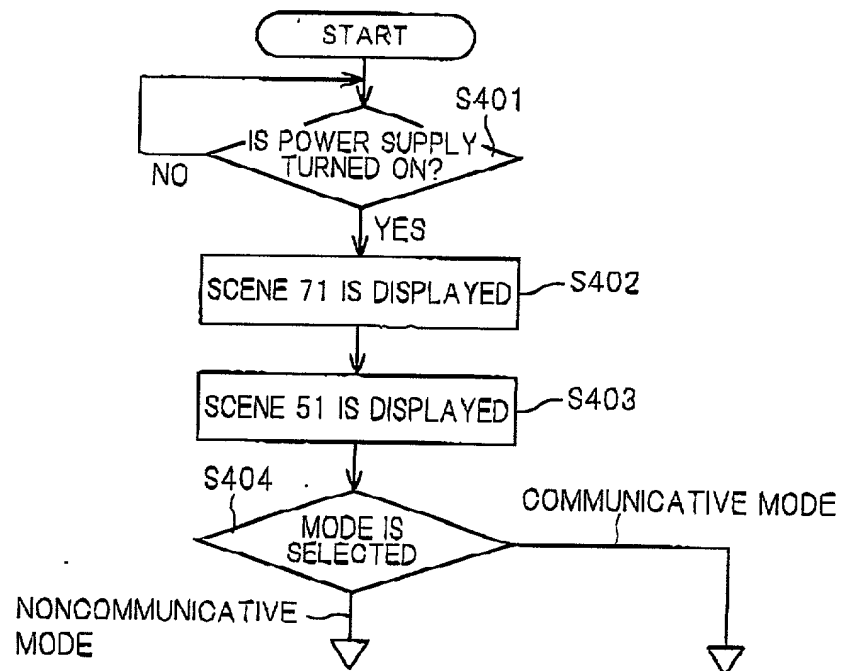 START
S401
IS POWER SUPPLY
TURNED ON?
NO
YES
SCENE 71 IS DISPLAYED
S402
SCENE 51 IS DISPLAYED
S403
S404
MODE IS
SELECTED
COMMUNICATIVE MODE
NONCOMMUNICATIVE
MODE